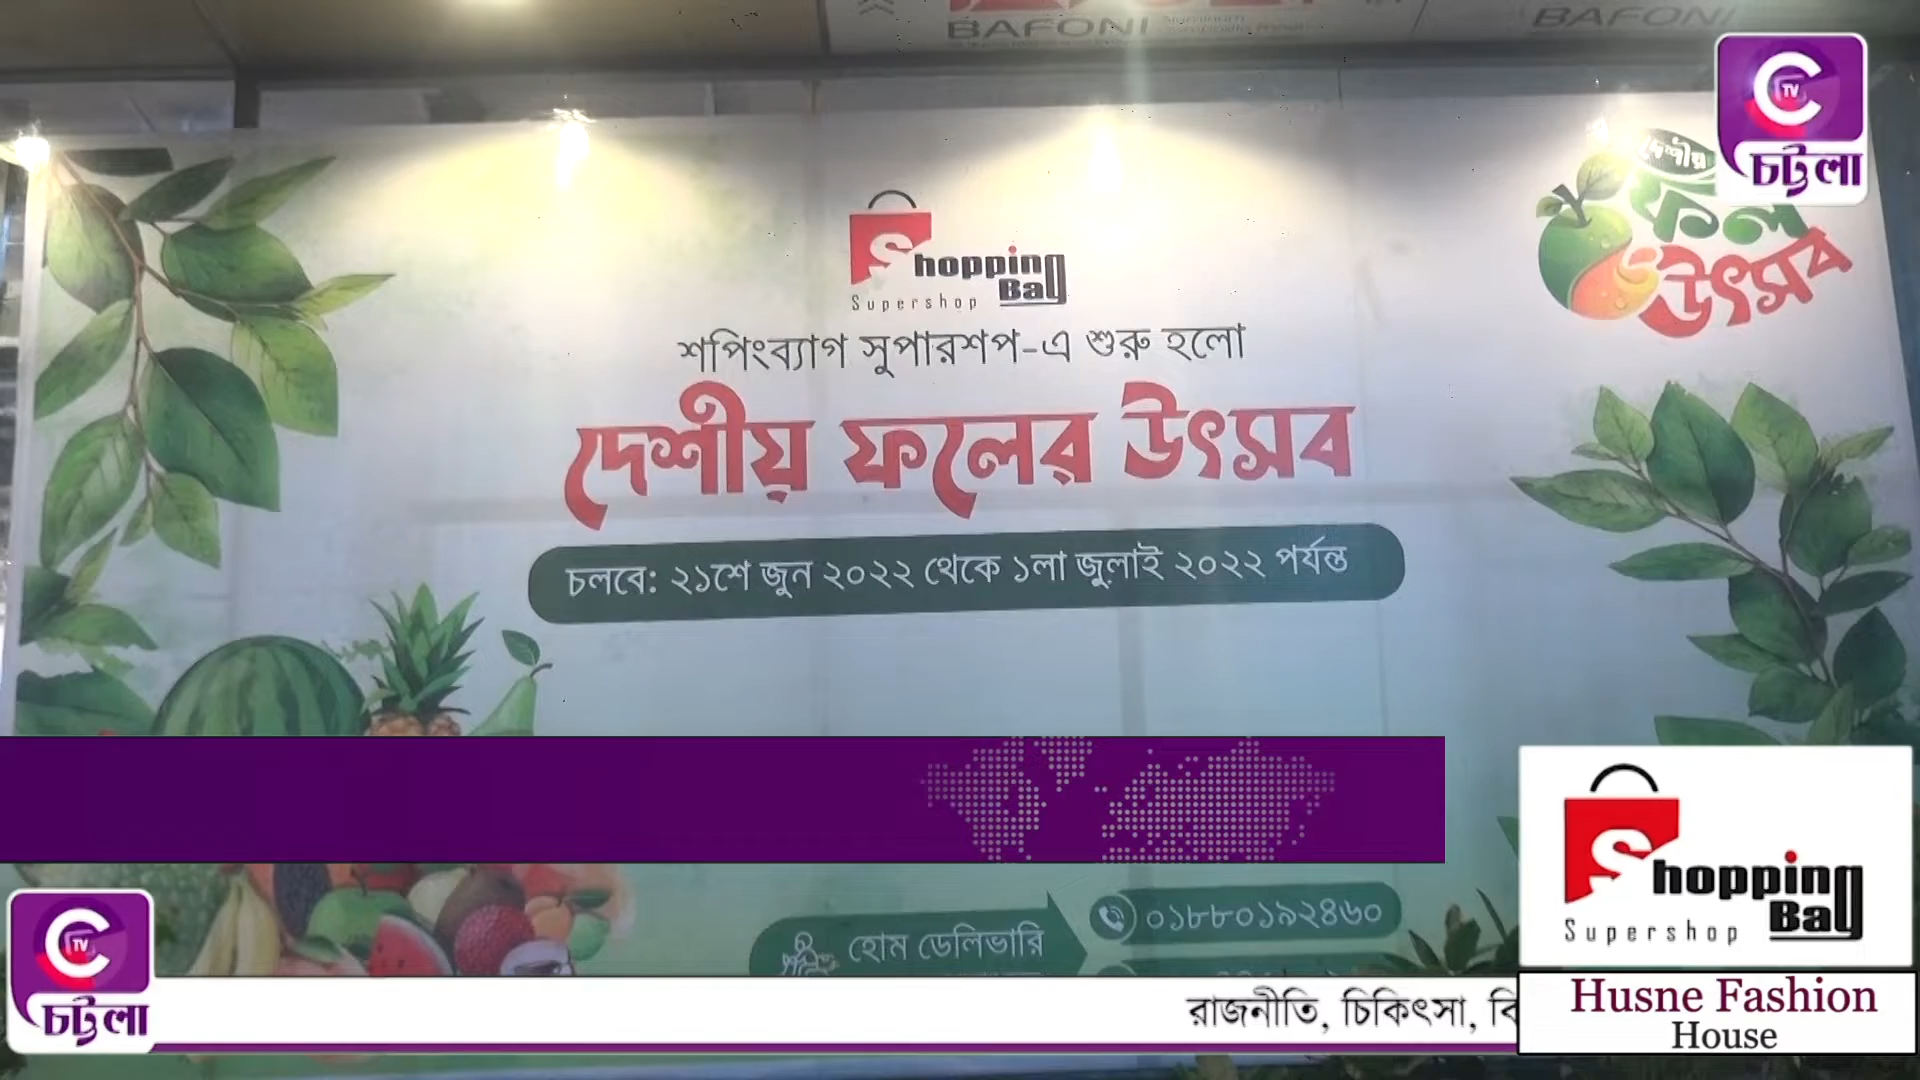 BAFONI
BAFONI
C
TV
চট্টলা
দেশীয়
ফল
উৎসব
Shopping
Bag
Supershop
শপিংব্যাগ সুপারশপ-এ শুরু হলো
দেশীয় ফলের উৎসব
চলবে: ২১শে জুন ২০২২ থেকে ১লা জুলাই ২০২২ পর্যন্ত
হোম ডেলিভারি
০১৮৮০১৯২৪৬০
Shopping
Bag
Supershop
C
TV
চট্টলা
রাজনীতি, চিকিৎসা, বি
Husne Fashion
House